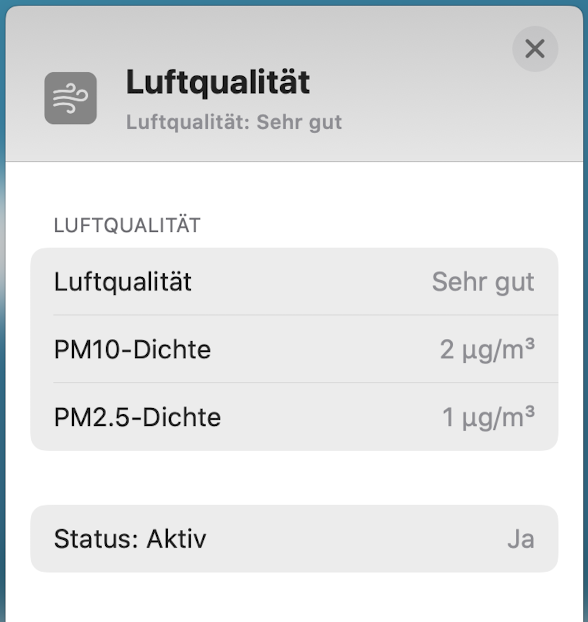 Luftqualität
Luftqualität: Sehr gut
LUFTQUALITÄT
Luftqualität Sehr gut
PM10-Dichte 2 µg/m³
PM2.5-Dichte 1 µg/m³
Status: Aktiv Ja